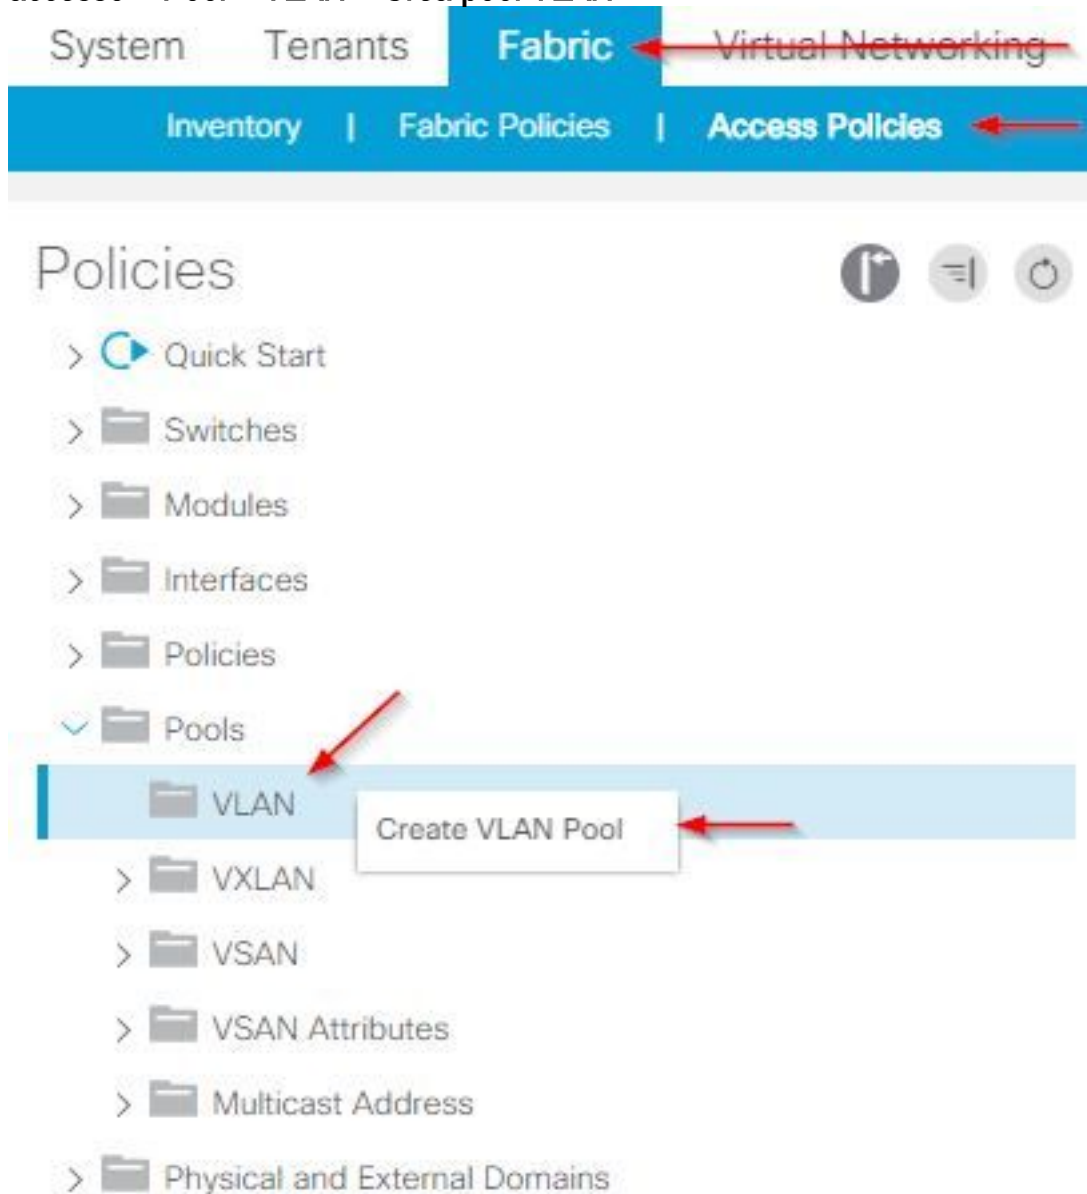 System Tenants Fabric Virtual Networking
Inventory | Fabric Policies | Access Policies
Policies
Quick Start
Switches
Modules
Interfaces
Policies
Pools
VLAN
Create VLAN Pool
VXLAN
VSAN
VSAN Attributes
Multicast Address
Physical and External Domains